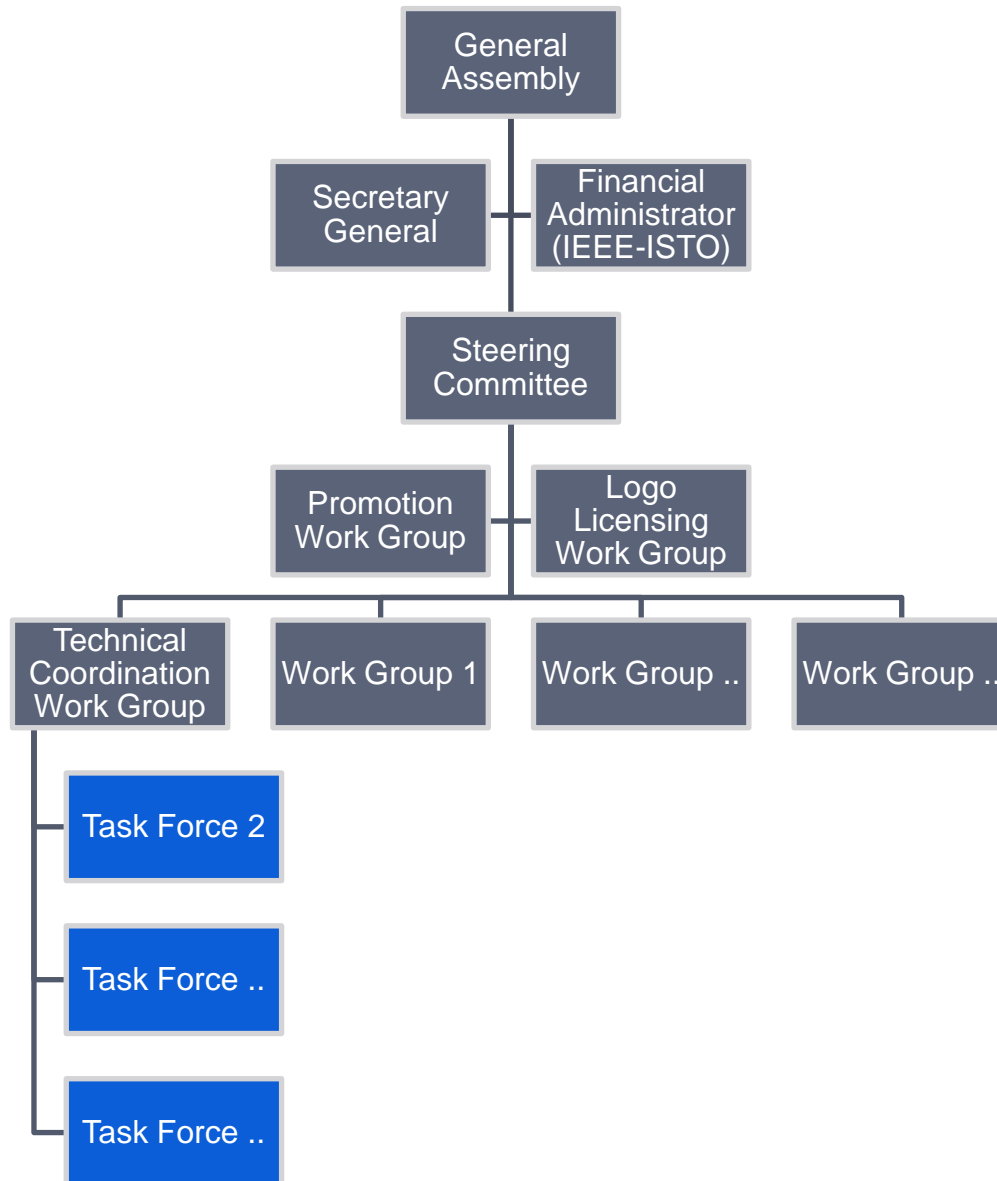 General
Assembly
Secretary
General
Financial
Administrator
(IEEE-ISTO)
Steering
Committee
Promotion
Work Group
Logo
Licensing
Work Group
Technical
Coordination
Work Group
Work Group 1
Work Group ..
Work Group ..
Task Force 2
Task Force ..
Task Force ..